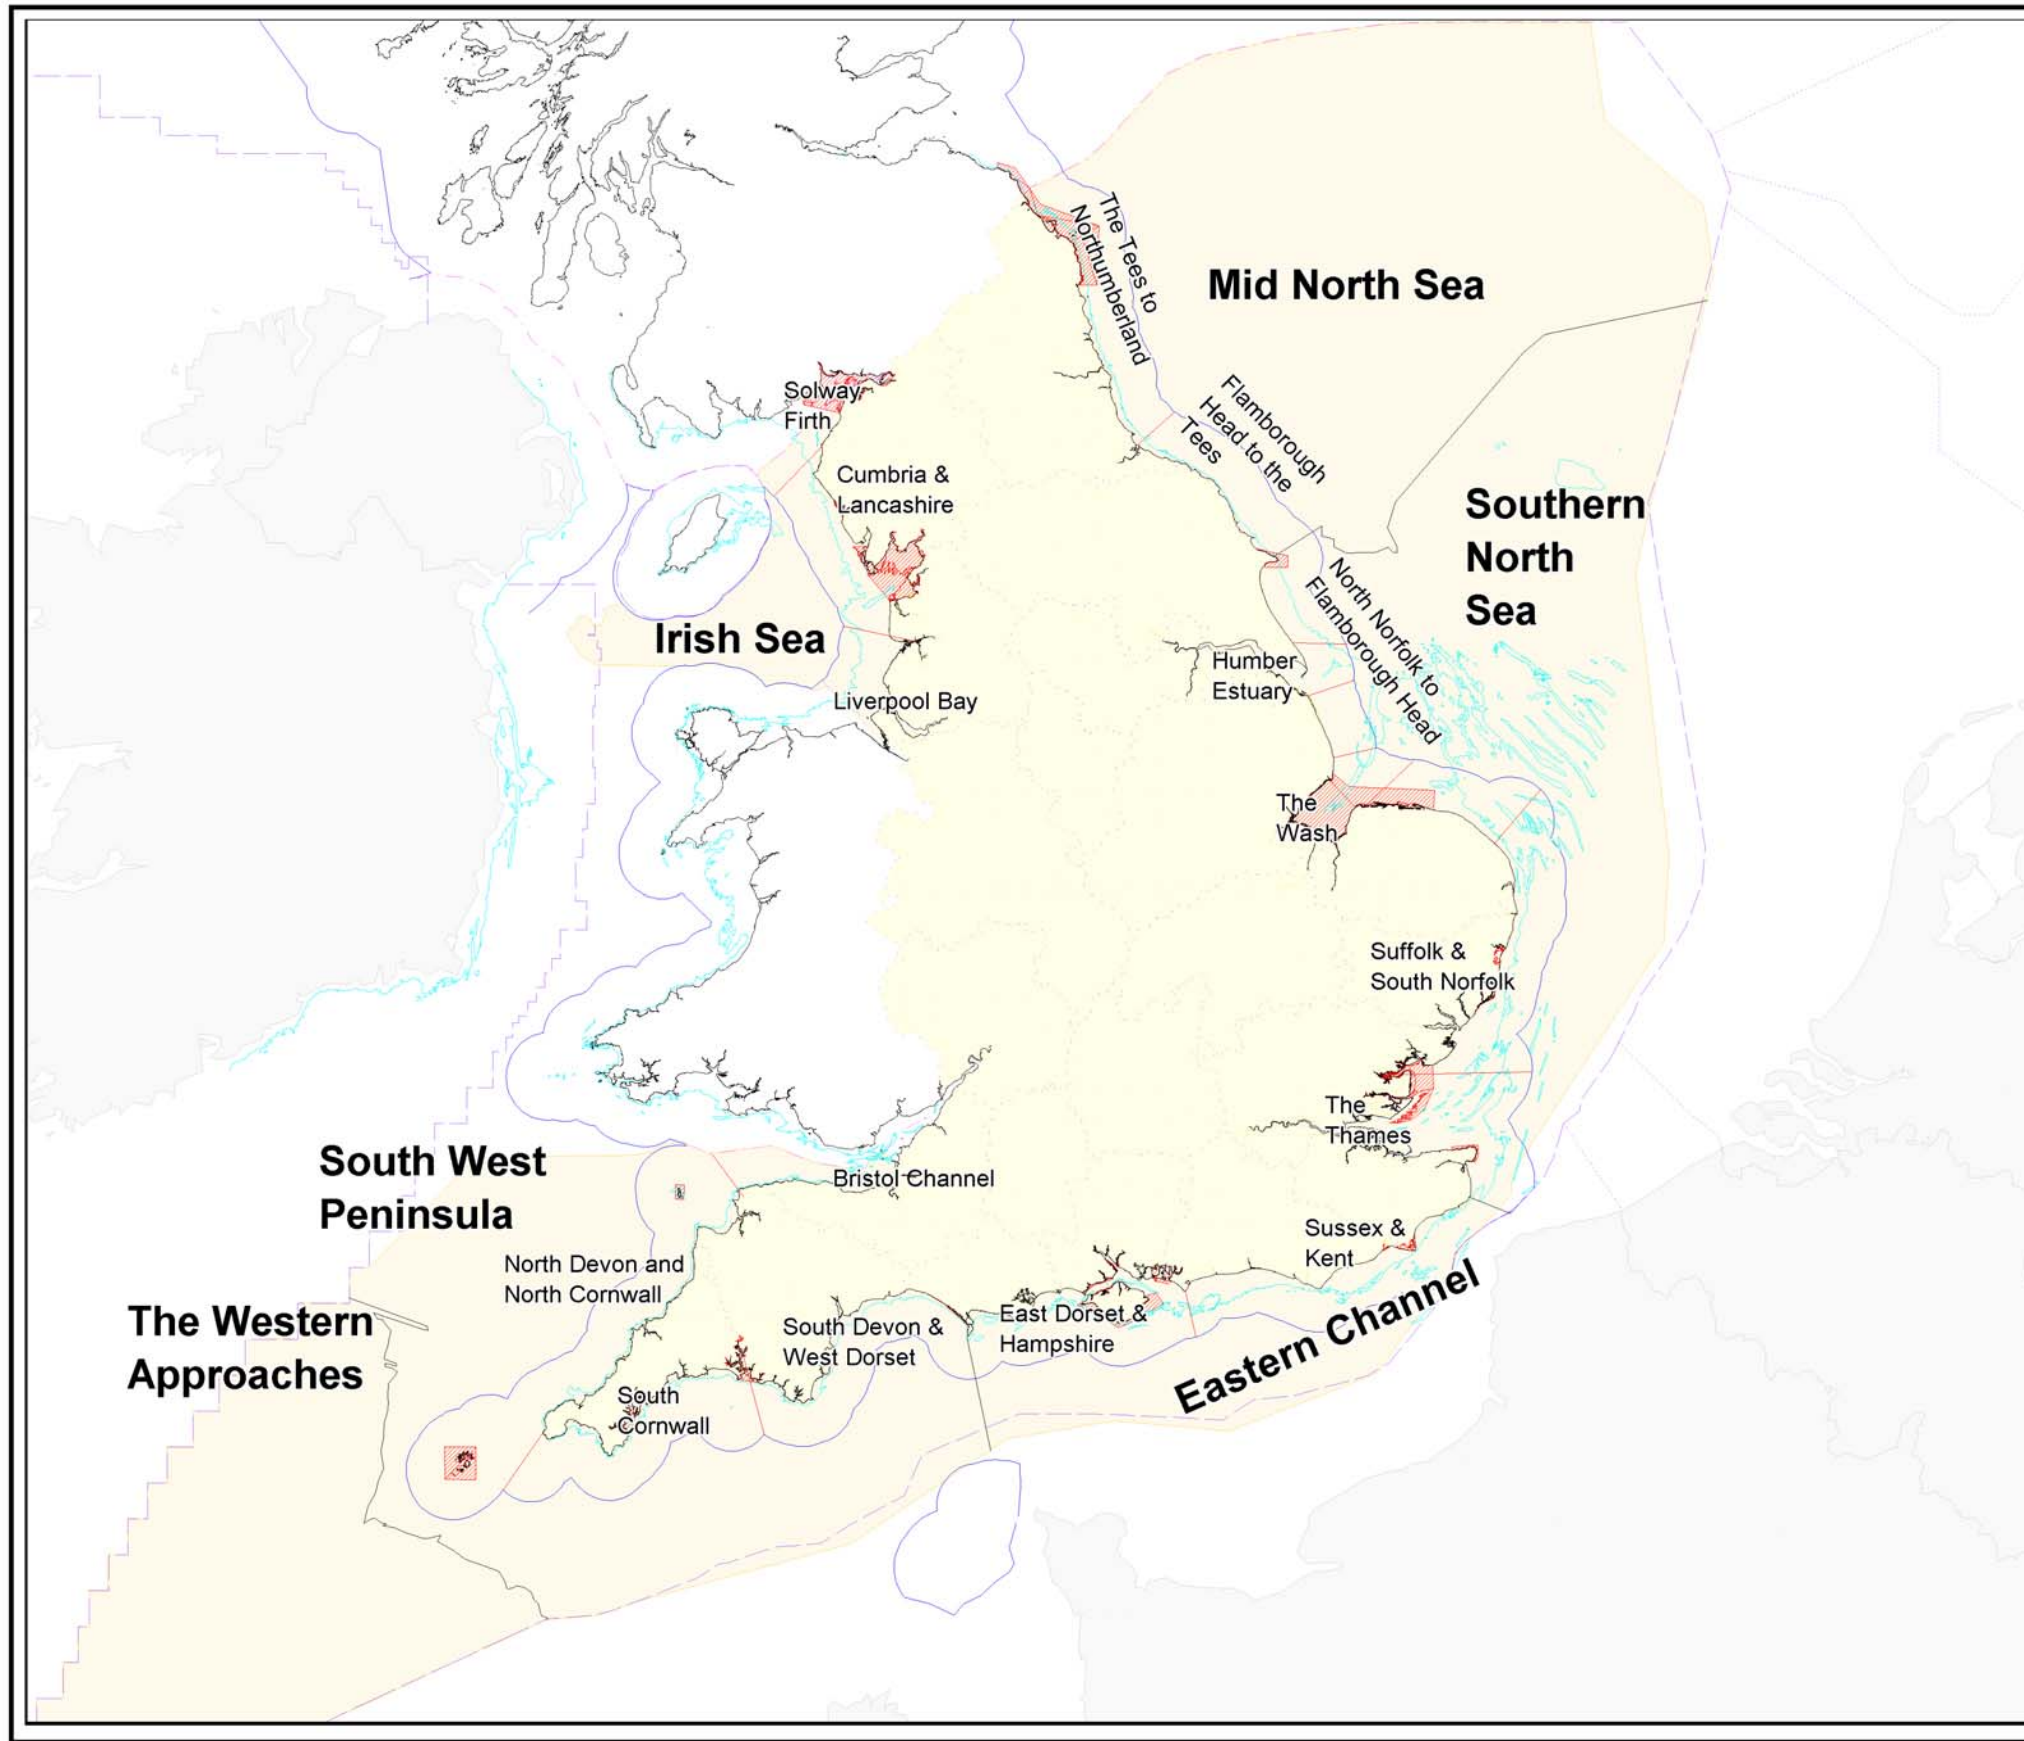 The Tees to
Northumberland
Mid North Sea
Solway
Firth
Flamborough
Head to the
Tees
Cumbria &
Lancashire
Southern
North
Sea
North Norfolk to
Flamborough Head
Irish Sea
Humber
Estuary
Liverpool Bay
The
Wash
Suffolk &
South Norfolk
The
Thames
South West
Peninsula
Bristol Channel
Sussex &
Kent
North Devon and
North Cornwall
The Western
Approaches
South Devon &
West Dorset
East Dorset &
Hampshire
Eastern Channel
South
Cornwall